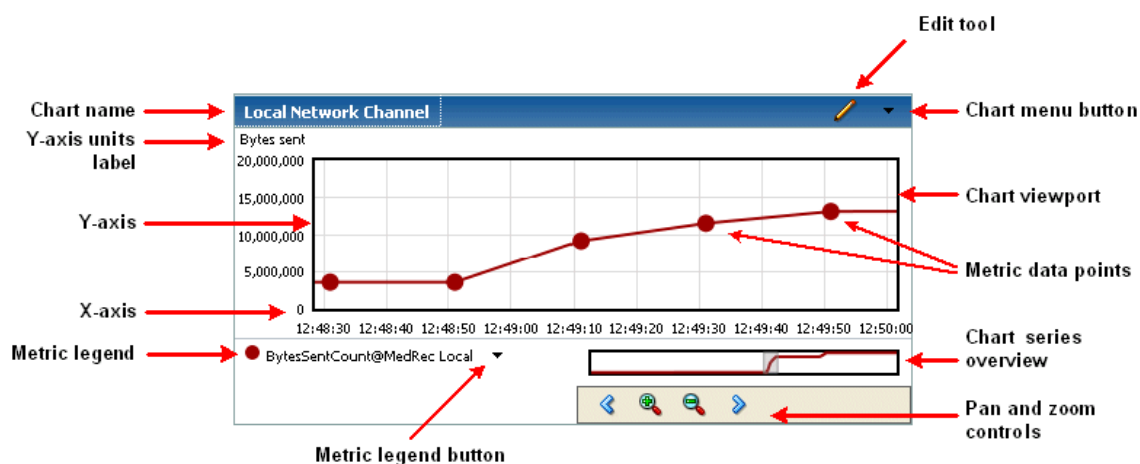 Edit tool
Chart name
Local Network Channel
Chart menu button
Y-axis units
label
Bytes sent
20,000,000
15,000,000
10,000,000
5,000,000
0
Chart viewport
Y-axis
Metric data points
X-axis
12:48:30 12:48:40 12:48:50 12:49:00 12:49:10 12:49:20 12:49:30 12:49:40 12:49:50 12:50:00
Metric legend
BytesSentCount@MedRec Local
Chart series
overview
Pan and zoom
controls
Metric legend button